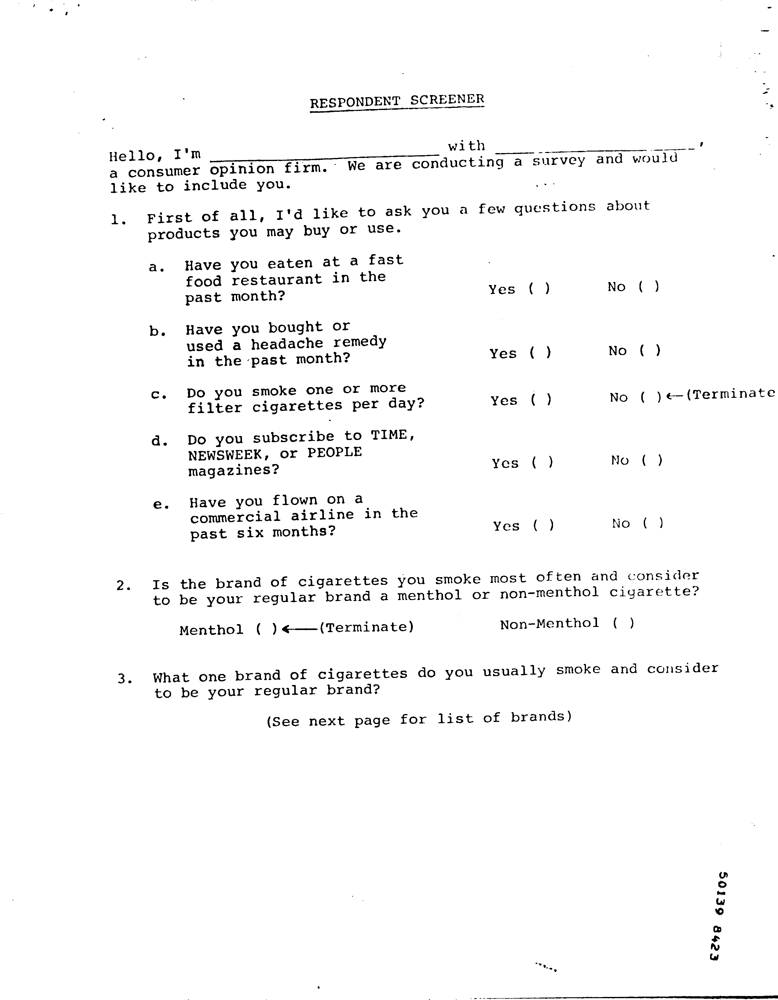 RESPONDENT SCREENER
Hello, I'm ____________________ with ____________________,
a consumer opinion firm. We are conducting a survey and would
like to include you.
1. First of all, I'd like to ask you a few questions about
products you may buy or use.
a. Have you eaten at a fast
food restaurant in the
past month? Yes ( ) No ( )
b. Have you bought or
used a headache remedy
in the past month? Yes ( ) No ( )
c. Do you smoke one or more
filter cigarettes per day? Yes ( ) No ( )←(Terminate
d. Do you subscribe to TIME,
NEWSWEEK, or PEOPLE
magazines? Yes ( ) No ( )
e. Have you flown on a
commercial airline in the
past six months? Yes ( ) No ( )
2. Is the brand of cigarettes you smoke most often and consider
to be your regular brand a menthol or non-menthol cigarette?
Menthol ( )←—(Terminate) Non-Menthol ( )
3. What one brand of cigarettes do you usually smoke and consider
to be your regular brand?
(See next page for list of brands)
50139 8423